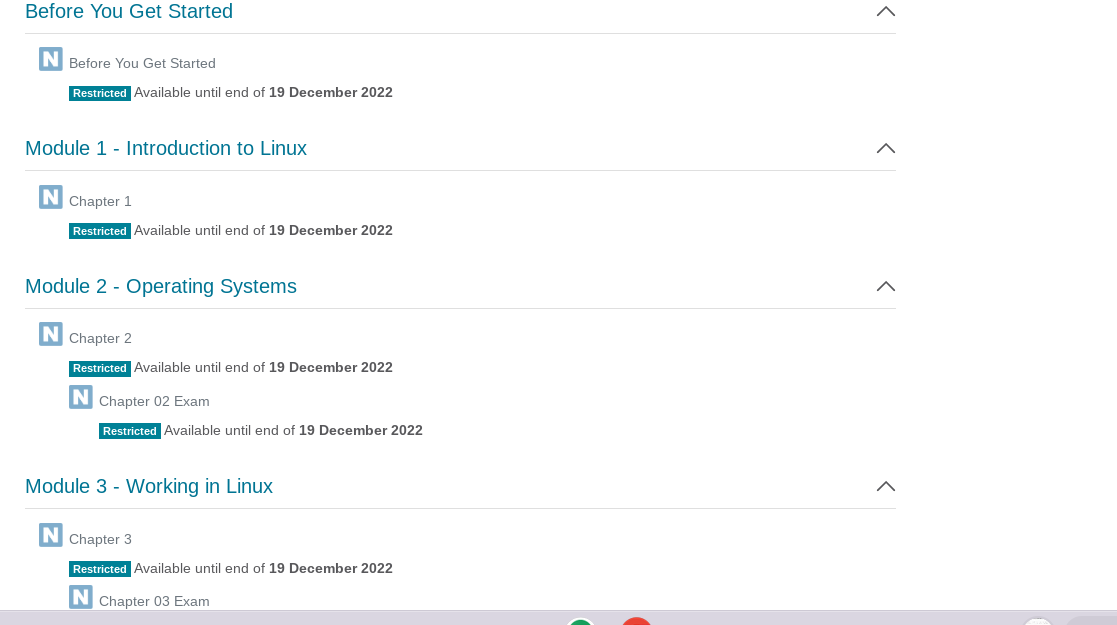 Before You Get Started
N Before You Get Started
Restricted Available until end of 19 December 2022
Module 1 - Introduction to Linux
N Chapter 1
Restricted Available until end of 19 December 2022
Module 2 - Operating Systems
N Chapter 2
Restricted Available until end of 19 December 2022
N Chapter 02 Exam
Restricted Available until end of 19 December 2022
Module 3 - Working in Linux
N Chapter 3
Restricted Available until end of 19 December 2022
N Chapter 03 Exam